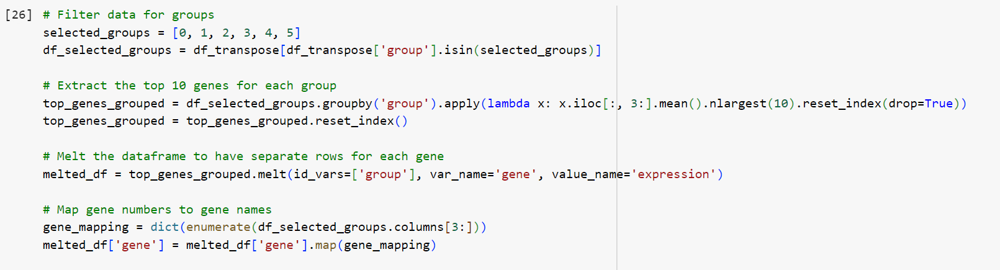 [26] # Filter data for groups
selected_groups = [0, 1, 2, 3, 4, 5]
df_selected_groups = df_transpose[df_transpose['group'].isin(selected_groups)]
# Extract the top 10 genes for each group
top_genes_grouped = df_selected_groups.groupby('group').apply(lambda x: x.iloc[:, 3:].mean().nlargest(10).reset_index(drop=True))
top_genes_grouped = top_genes_grouped.reset_index()
# Melt the dataframe to have separate rows for each gene
melted_df = top_genes_grouped.melt(id_vars=['group'], var_name='gene', value_name='expression')
# Map gene numbers to gene names
gene_mapping = dict(enumerate(df_selected_groups.columns[3:]))
melted_df['gene'] = melted_df['gene'].map(gene_mapping)